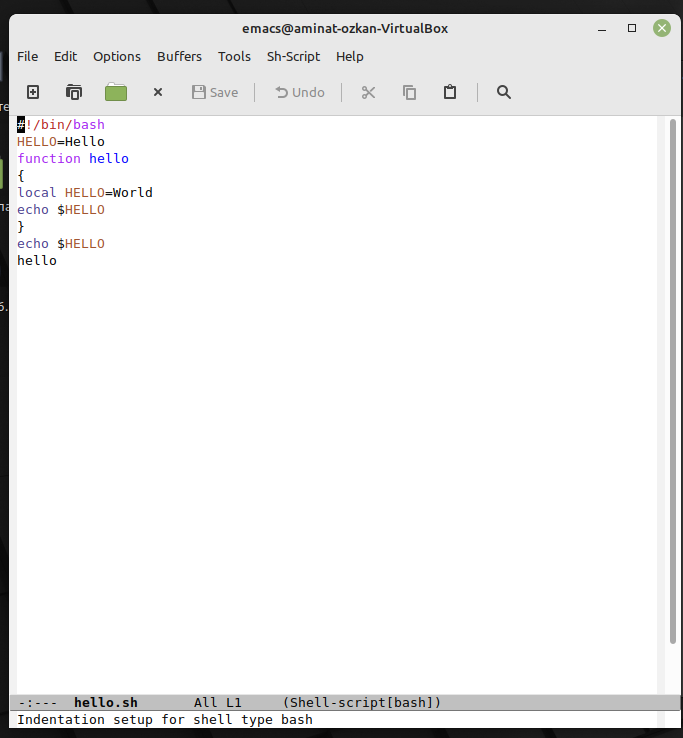 emacs@aminat-ozkan-VirtualBox
File Edit Options Buffers Tools Sh-Script Help
Save Undo
#!/bin/bash
HELLO=Hello
function hello
{
local HELLO=World
echo $HELLO
}
echo $HELLO
hello
-:--- hello.sh All L1 (Shell-script[bash])
Indentation setup for shell type bash